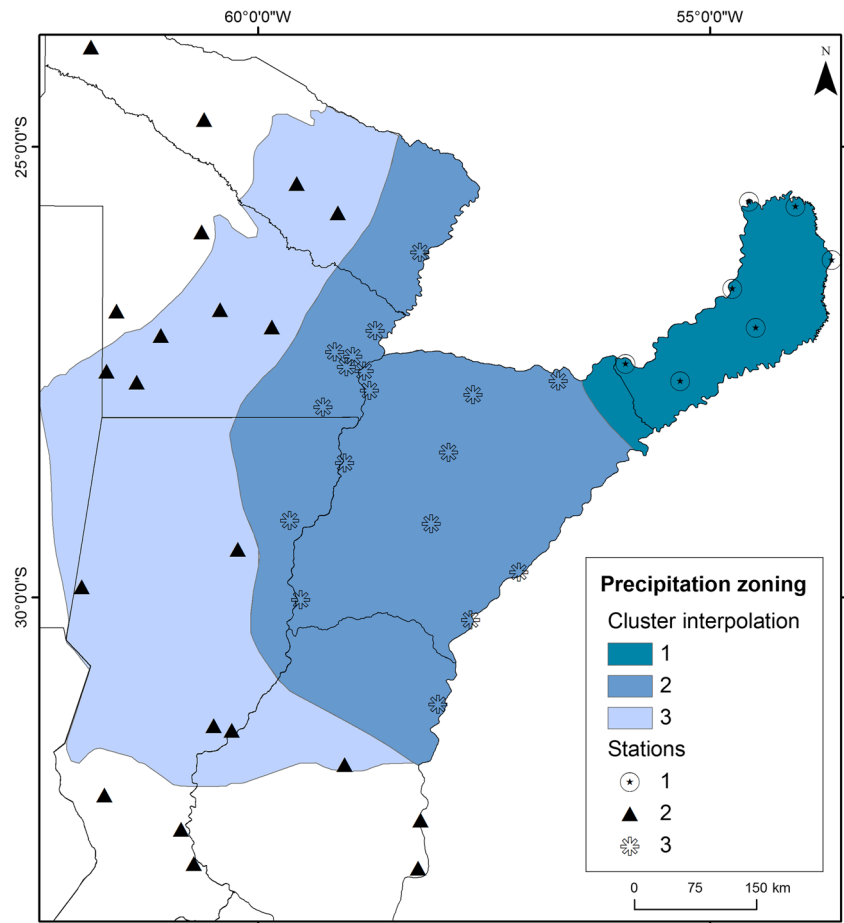 60°0'0"W 55°0'0"W
N
25°0'0"S
30°0'0"S
Precipitation zoning
Cluster interpolation
1
2
3
Stations
1
2
3
0 75 150 km